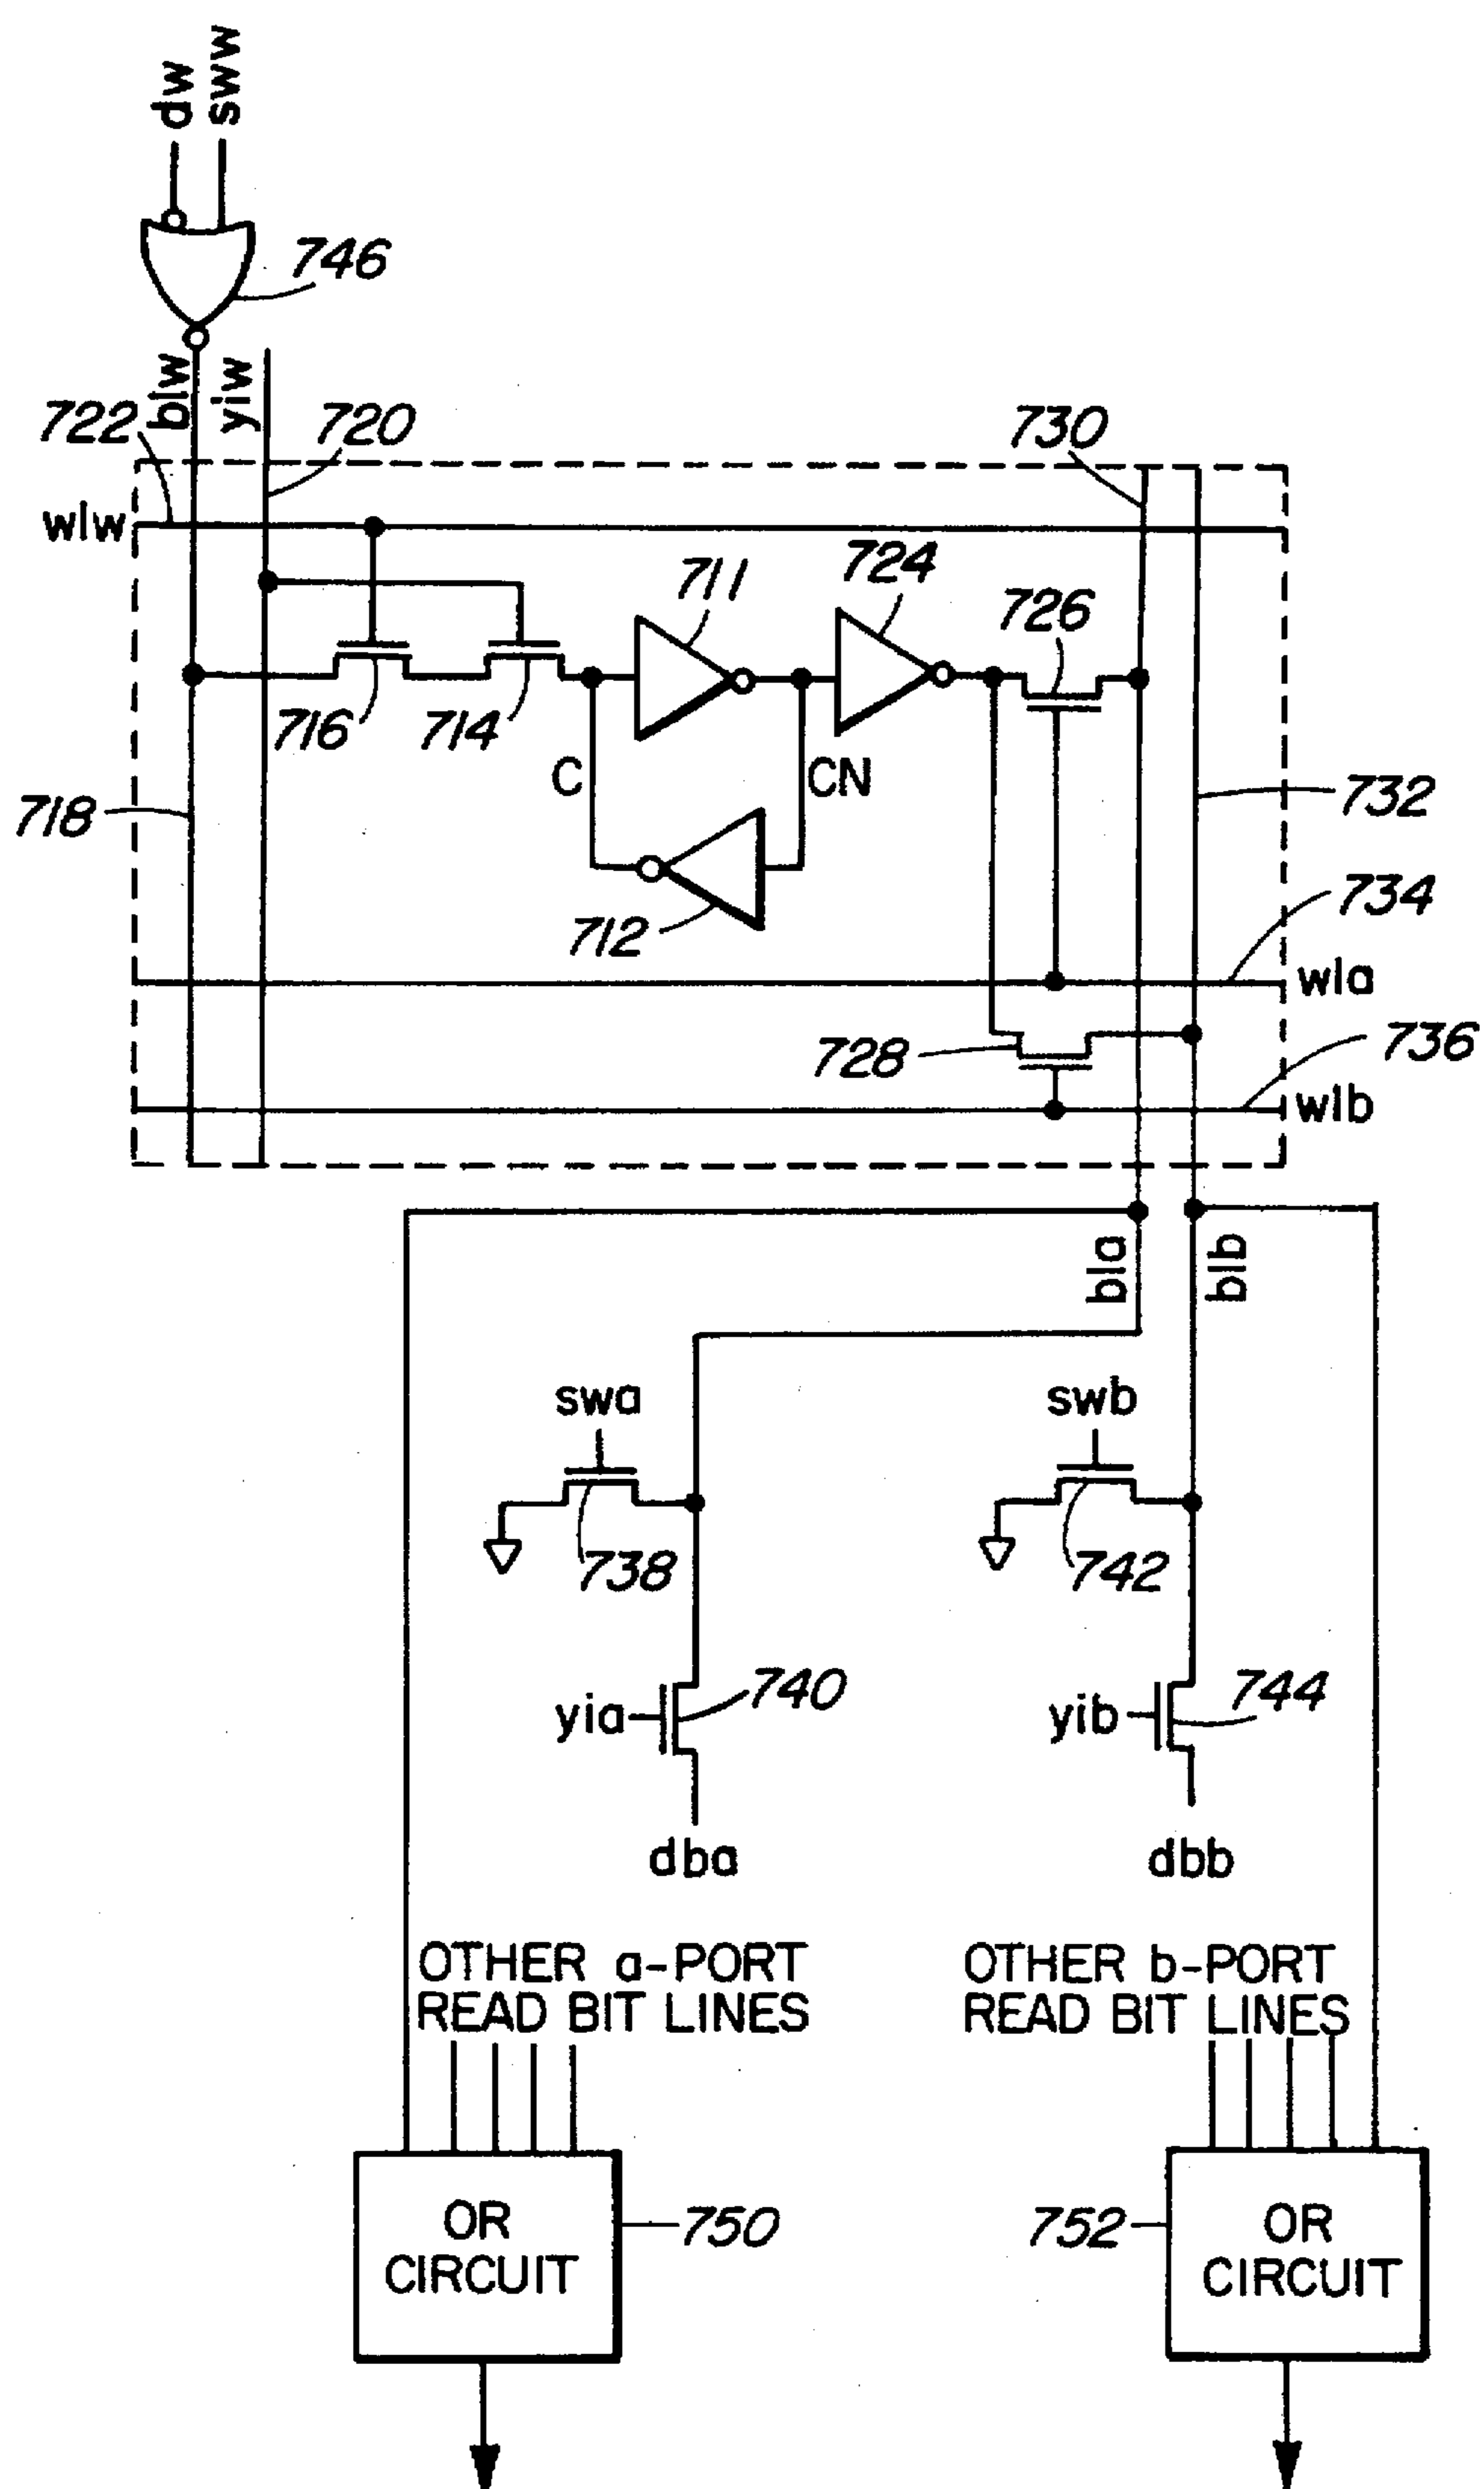 dw
sww
746
blw
yiw
722
720
730
wlw
711
724
726
716
714
C
CN
718
732
712
734
wla
728
736
wlb
bla
blb
swa
swb
738
742
yia
740
yib
744
dba
dbb
OTHER a-PORT
READ BIT LINES
OTHER b-PORT
READ BIT LINES
OR
CIRCUIT
750
752
OR
CIRCUIT